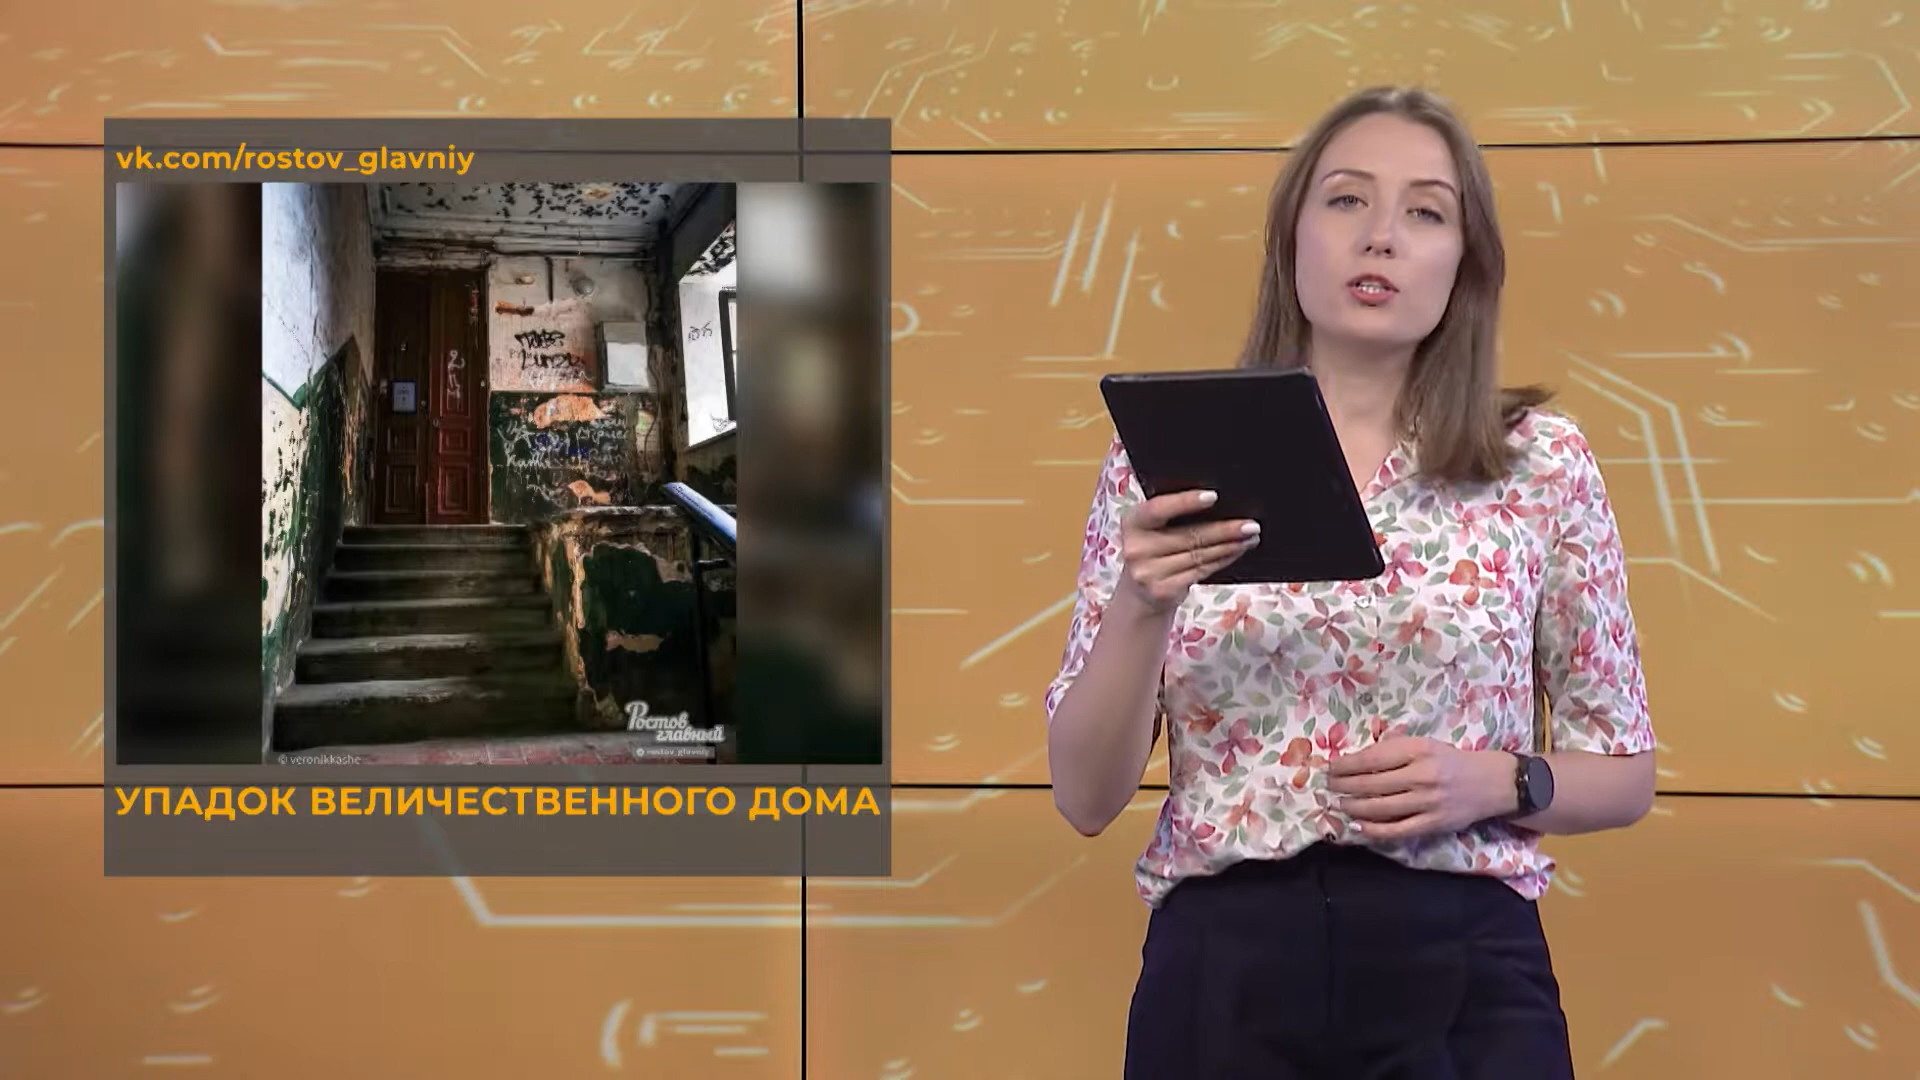 vk.com/rostov_glavniy
Ростов
главный
rostov_glavniy
© veronikkashe
УПАДОК ВЕЛИЧЕСТВЕННОГО ДОМА